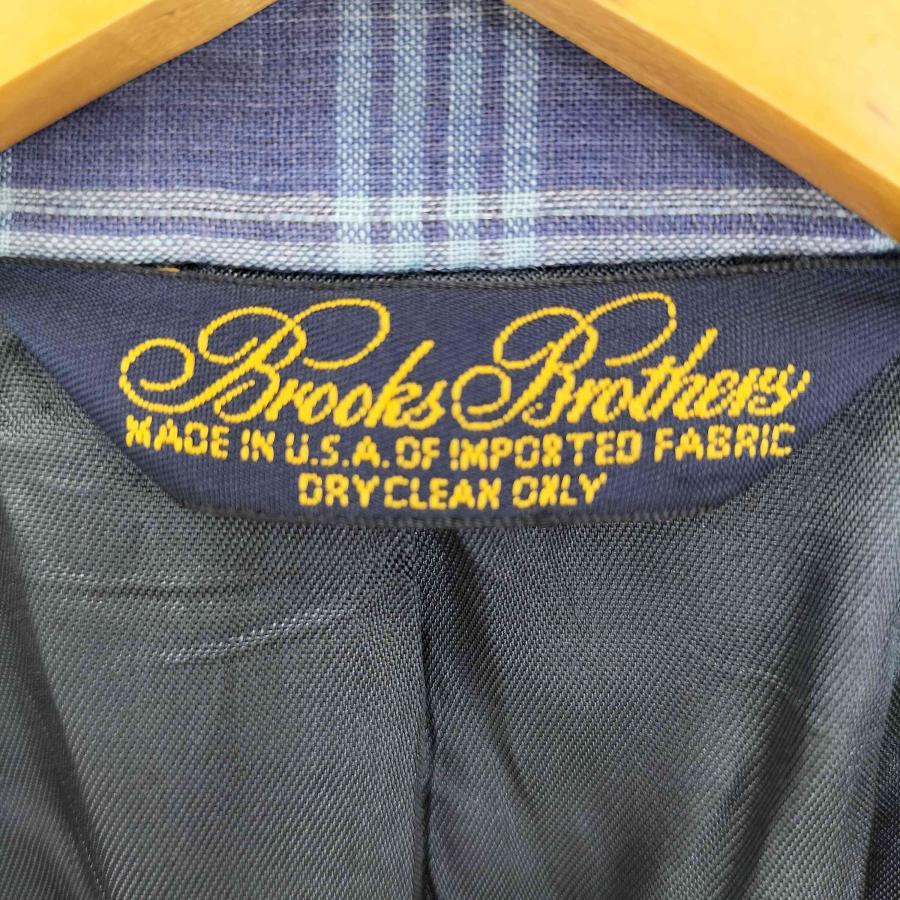 Brooks Brothers
MADE IN U.S.A. OF IMPORTED FABRIC
DRY CLEAN ONLY